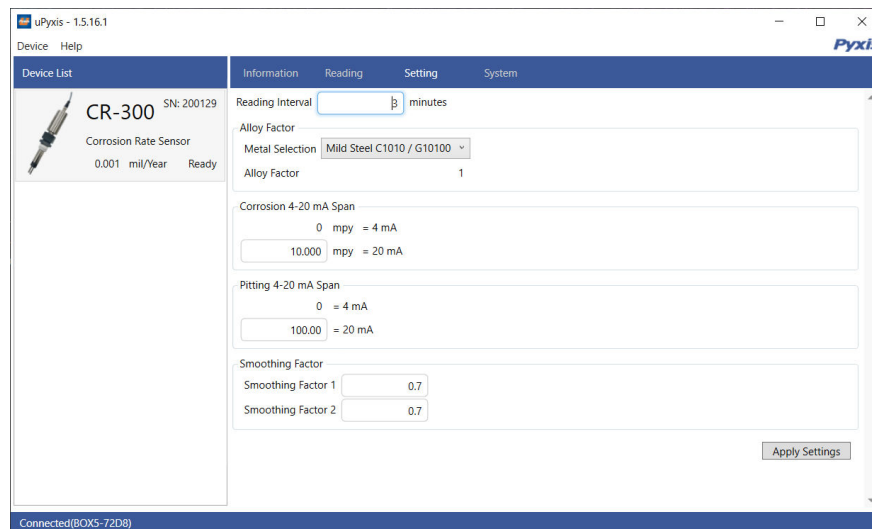 uPyxis - 1.5.16.1
Device Help
Device List
Information Reading Setting System
CR-300 SN: 200129
Corrosion Rate Sensor
0.001 mil/Year Ready
Reading Interval 3 minutes
Alloy Factor
Metal Selection Mild Steel C1010 / G10100
Alloy Factor 1
Corrosion 4-20 mA Span
0 mpy = 4 mA
10.000 mpy = 20 mA
Pitting 4-20 mA Span
0 = 4 mA
100.00 = 20 mA
Smoothing Factor
Smoothing Factor 1 0.7
Smoothing Factor 2 0.7
Apply Settings
Connected(BOX5-72D8)